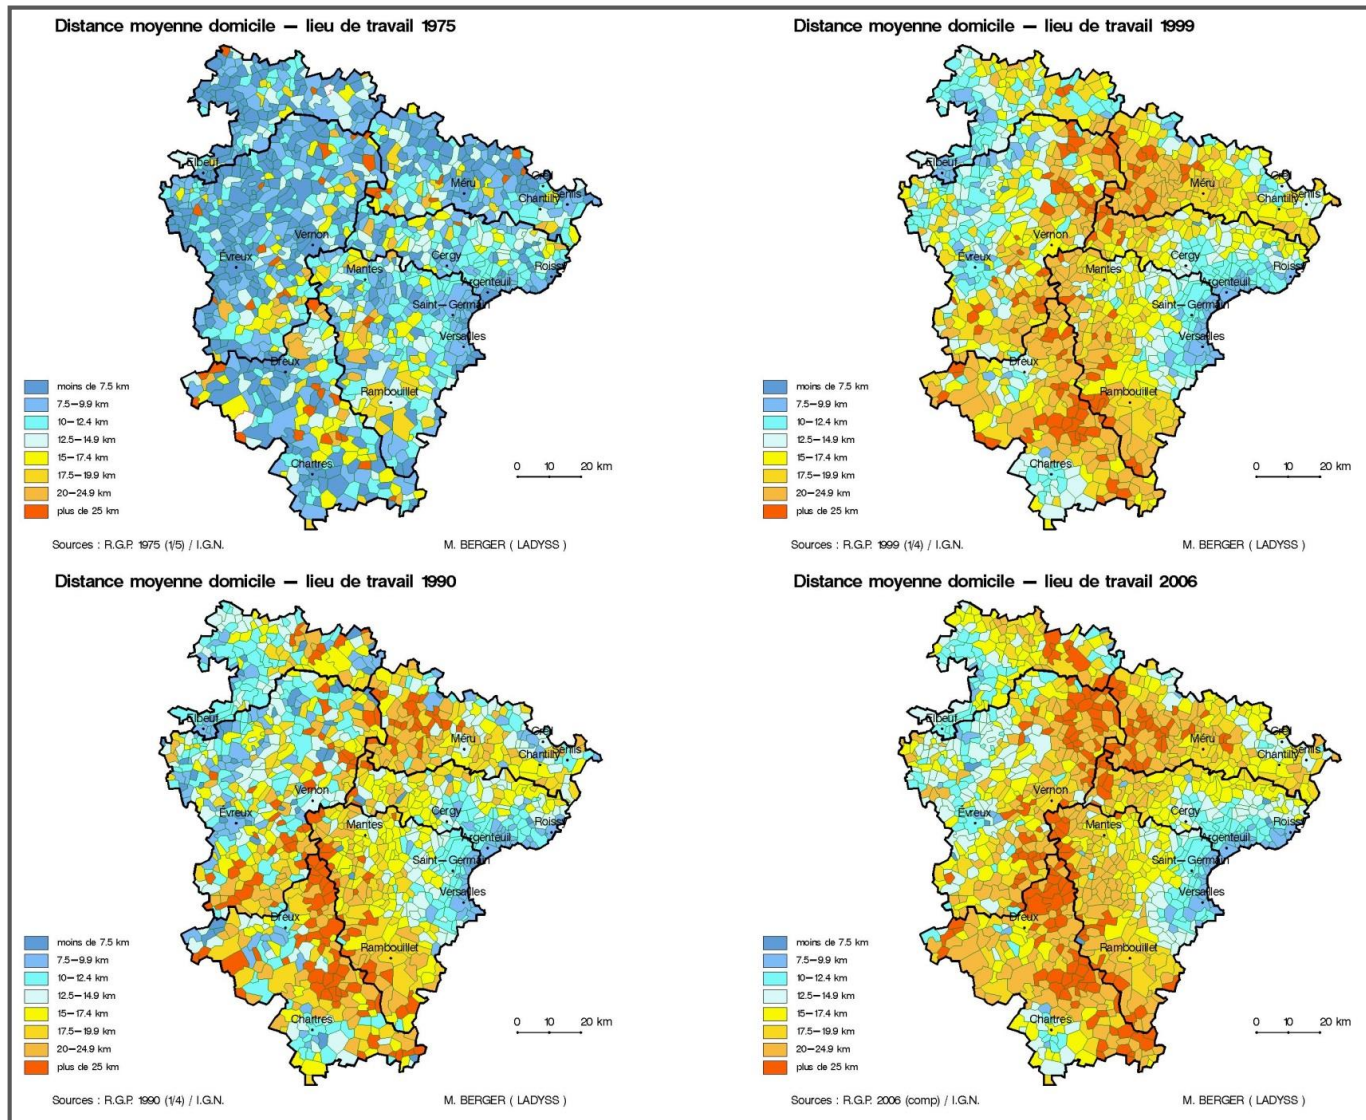 Distance moyenne domicile – lieu de travail 1975
Elbeuf
Creil
Senlis
Méru
Chantilly
Vernon
Évreux
Mantes
Cergy
Roissy
Argenteuil
Saint-Germain
Versailles
Dreux
Rambouillet
Chartres
moins de 7.5 km
7.5–9.9 km
10–12.4 km
12.5–14.9 km
15–17.4 km
17.5–19.9 km
20–24.9 km
plus de 25 km
0 10 20 km
Sources : R.G.P. 1975 (1/5) / I.G.N.
M. BERGER ( LADYSS )
Distance moyenne domicile – lieu de travail 1999
Elbeuf
Creil
Senlis
Méru
Chantilly
Vernon
Évreux
Mantes
Cergy
Roissy
Argenteuil
Saint-Germain
Versailles
Dreux
Rambouillet
Chartres
moins de 7.5 km
7.5–9.9 km
10–12.4 km
12.5–14.9 km
15–17.4 km
17.5–19.9 km
20–24.9 km
plus de 25 km
0 10 20 km
Sources : R.G.P. 1999 (1/4) / I.G.N.
M. BERGER ( LADYSS )
Distance moyenne domicile – lieu de travail 1990
Elbeuf
Creil
Senlis
Méru
Chantilly
Vernon
Évreux
Mantes
Cergy
Roissy
Argenteuil
Saint-Germain
Versailles
Dreux
Rambouillet
Chartres
moins de 7.5 km
7.5–9.9 km
10–12.4 km
12.5–14.9 km
15–17.4 km
17.5–19.9 km
20–24.9 km
plus de 25 km
0 10 20 km
Sources : R.G.P. 1990 (1/4) / I.G.N.
M. BERGER ( LADYSS )
Distance moyenne domicile – lieu de travail 2006
Elbeuf
Creil
Senlis
Méru
Chantilly
Vernon
Évreux
Mantes
Cergy
Roissy
Argenteuil
Saint-Germain
Versailles
Dreux
Rambouillet
Chartres
moins de 7.5 km
7.5–9.9 km
10–12.4 km
12.5–14.9 km
15–17.4 km
17.5–19.9 km
20–24.9 km
plus de 25 km
0 10 20 km
Sources : R.G.P. 2006 (comp) / I.G.N.
M. BERGER ( LADYSS )